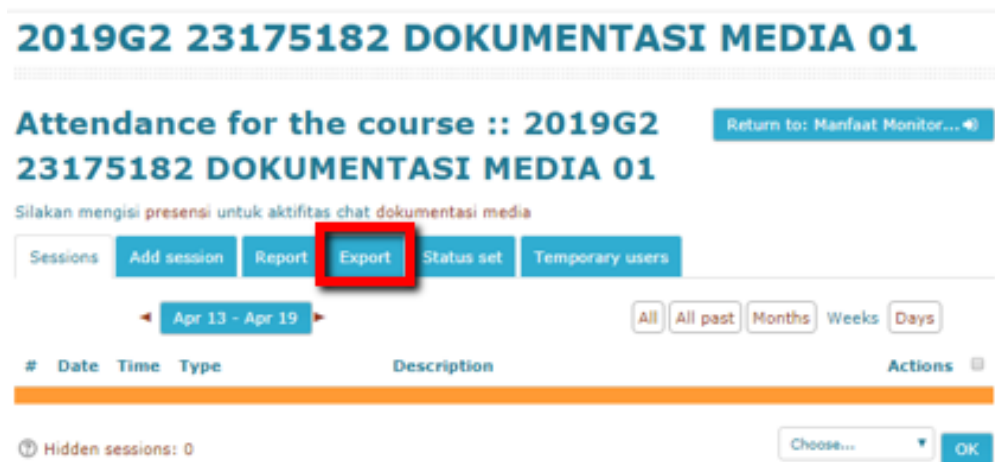 2019G2 23175182 DOKUMENTASI MEDIA 01
Attendance for the course :: 2019G2
23175182 DOKUMENTASI MEDIA 01
Return to: Manfaat Monitor...
Silakan mengisi presensi untuk aktifitas chat dokumentasi media
Sessions Add session Report Export Status set Temporary users
Apr 13 - Apr 19 All All past Months Weeks Days
# Date Time Type Description Actions
Hidden sessions: 0 Choose... OK